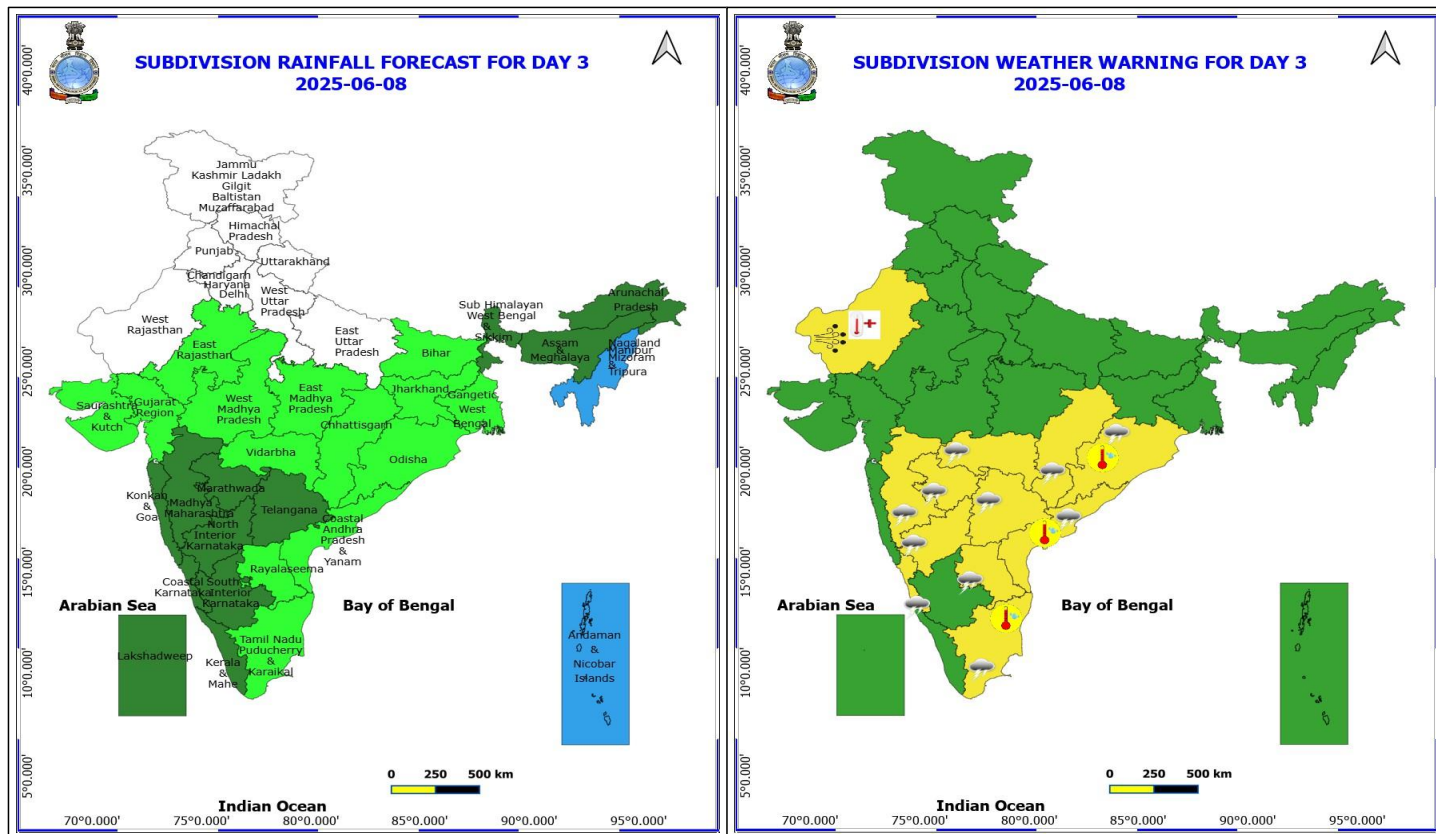 SUBDIVISION RAINFALL FORECAST FOR DAY 3
2025-06-08
40°0.000'
35°0.000'
30°0.000'
25°0.000'
20°0.000'
15°0.000'
10°0.000'
5°0.000'
Jammu
Kashmir Ladakh
Gilgit
Baltistan
Muzaffarabad
Himachal
Pradesh
Punjab
Uttarakhand
Chandigarh
Haryana
Delhi
West
Uttar
Pradesh
West
Rajasthan
East
Uttar
Pradesh
East
Rajasthan
Bihar
Sub Himalayan
West Bengal
&
Sikkim
Arunachal
Pradesh
Assam
&
Meghalaya
Nagaland
Manipur
Mizoram
&
Tripura
Saurashtra
&
Kutch
Gujarat
Region
West
Madhya
Pradesh
East
Madhya
Pradesh
Jharkhand
Gangetic
West
Bengal
Chhattisgarh
Vidarbha
Odisha
Konkan
&
Goa
Marathwada
Madhya
Maharashtra
Telangana
North
Interior
Karnataka
Coastal
Andhra
Pradesh
&
Yanam
Rayalaseema
Coastal
Karnataka
South
Interior
Karnataka
Arabian Sea
Bay of Bengal
Lakshadweep
Kerala
&
Mahe
Tamil Nadu
Puducherry
&
Karaikal
Andaman
&
Nicobar
Islands
0 250 500 km
Indian Ocean
70°0.000' 75°0.000' 80°0.000' 85°0.000' 90°0.000' 95°0.000'
SUBDIVISION WEATHER WARNING FOR DAY 3
2025-06-08
40°0.000'
35°0.000'
30°0.000'
25°0.000'
20°0.000'
15°0.000'
10°0.000'
5°0.000'
Arabian Sea
Bay of Bengal
0 250 500 km
Indian Ocean
70°0.000' 75°0.000' 80°0.000' 85°0.000' 90°0.000' 95°0.000'